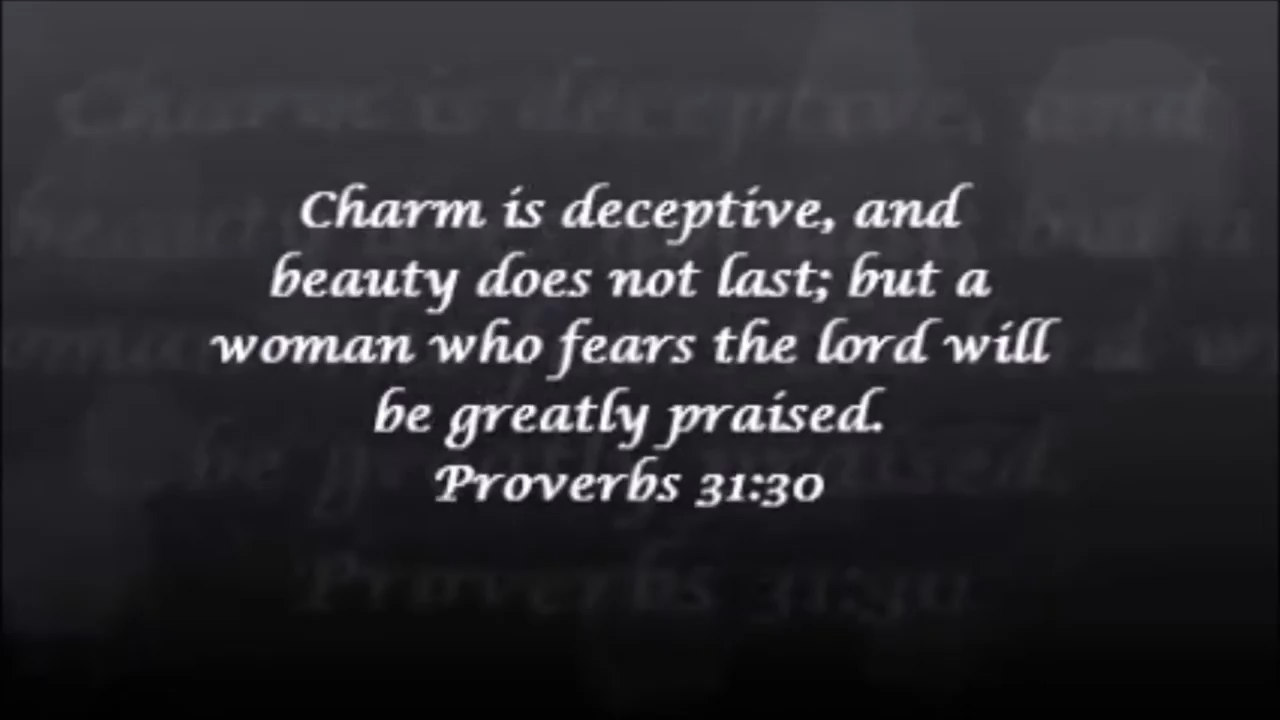 Charm is deceptive, and
beauty does not last; but a
woman who fears the lord will
be greatly praised.
Proverbs 31:30